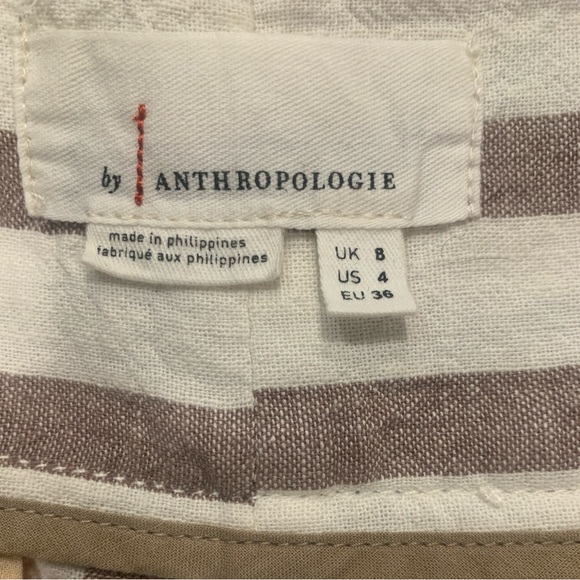 by ANTHROPOLOGIE
made in philippines
fabriqué aux philippines
UK 8
US 4
EU 36